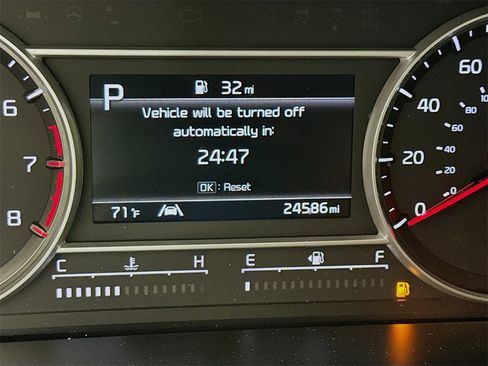 P 32 mi
Vehicle will be turned off
automatically in:
24:47
OK : Reset
71°F 24586 mi
C H E F
6
7
8
0
20
40
60
0
20
40
60
80
10